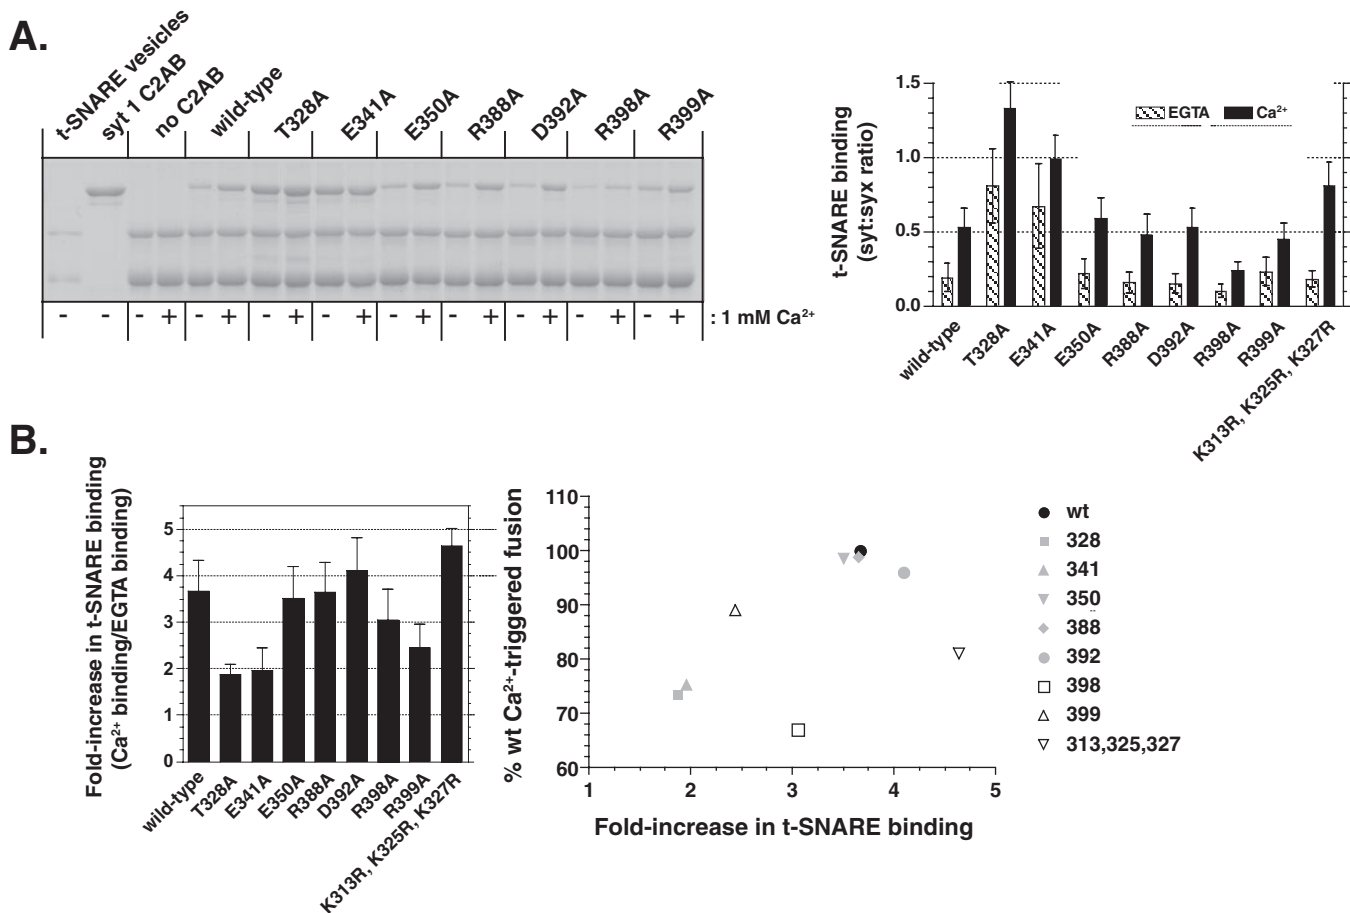 A.
t-SNARE vesicles
syt 1 C2AB
no C2AB
wild-type
T328A
E341A
E350A
R388A
D392A
R398A
R399A
- - - + - + - + - + - + - + - + - + - +
: 1 mM Ca²⁺
t-SNARE binding
(syt:syx ratio)
1.5
1.0
0.5
0.0
EGTA
Ca²⁺
wild-type
T328A
E341A
E350A
R388A
D392A
R398A
R399A
K313R, K325R, K327R
B.
Fold-increase in t-SNARE binding
(Ca²⁺ binding/EGTA binding)
5
4
3
2
1
0
wild-type
T328A
E341A
E350A
R388A
D392A
R398A
R399A
K313R, K325R, K327R
% wt Ca²⁺-triggered fusion
110
100
90
80
70
60
1 2 3 4 5
Fold-increase in t-SNARE binding
wt
328
341
350
388
392
398
399
313,325,327